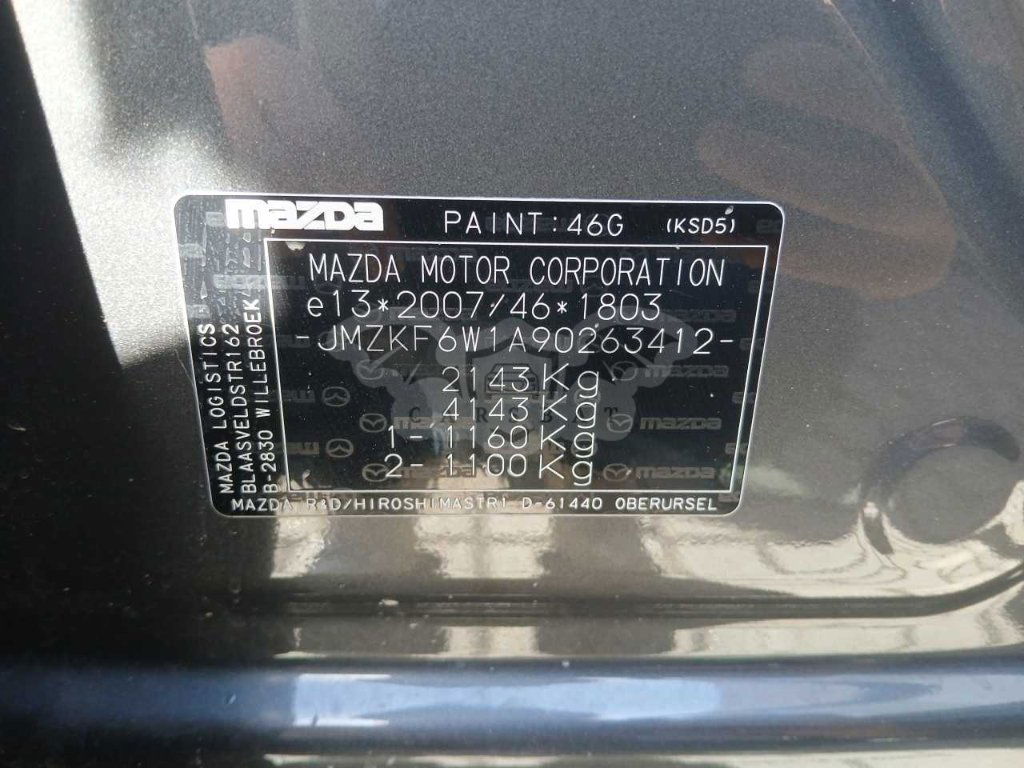 mazda PAINT:46G (KSD5)
MAZDA MOTOR CORPORATION
e13*2007/46*1803
-JMZKF6W1A90263412-
2143Kg
4143Kg
1-1160Kg
2-1100Kg
MAZDA LOGISTICS
BLAASVELDSTR162
B-2830 WILLEBROEK
MAZDA R&D/HIROSHIMASTR1 D-61440 OBERURSEL